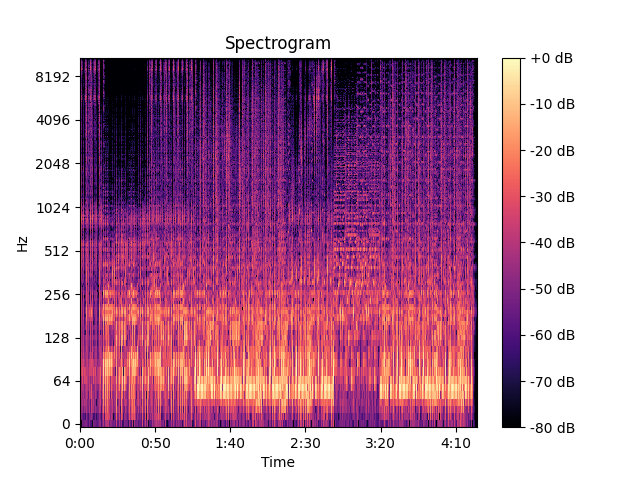 Spectrogram
8192
4096
2048
1024
512
256
128
64
0
Hz
0:00 0:50 1:40 2:30 3:20 4:10
Time
+0 dB
-10 dB
-20 dB
-30 dB
-40 dB
-50 dB
-60 dB
-70 dB
-80 dB